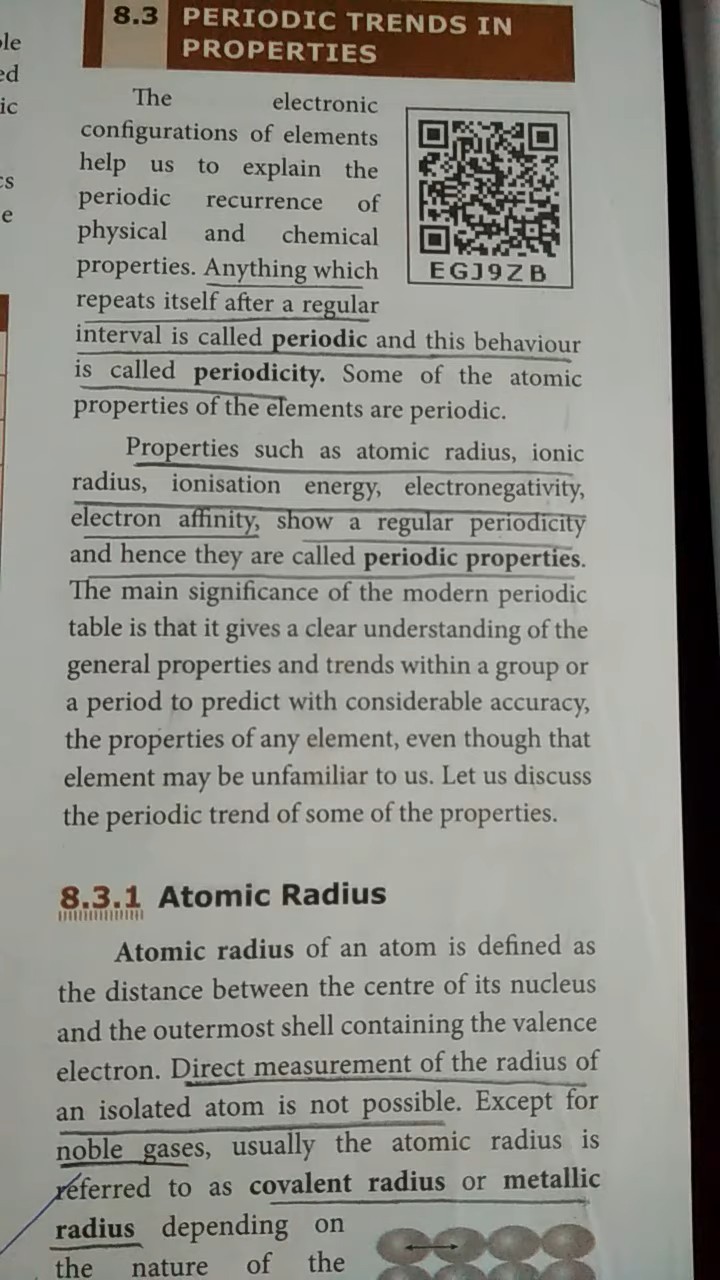 8.3 PERIODIC TRENDS IN
PROPERTIES
The electronic
configurations of elements
help us to explain the
periodic recurrence of
physical and chemical
properties. Anything which
repeats itself after a regular
interval is called periodic and this behaviour
is called periodicity. Some of the atomic
properties of the elements are periodic.
EGJ9ZB
Properties such as atomic radius, ionic
radius, ionisation energy, electronegativity,
electron affinity, show a regular periodicity
and hence they are called periodic properties.
The main significance of the modern periodic
table is that it gives a clear understanding of the
general properties and trends within a group or
a period to predict with considerable accuracy,
the properties of any element, even though that
element may be unfamiliar to us. Let us discuss
the periodic trend of some of the properties.
8.3.1 Atomic Radius
Atomic radius of an atom is defined as
the distance between the centre of its nucleus
and the outermost shell containing the valence
electron. Direct measurement of the radius of
an isolated atom is not possible. Except for
noble gases, usually the atomic radius is
referred to as covalent radius or metallic
radius depending on
the nature of the